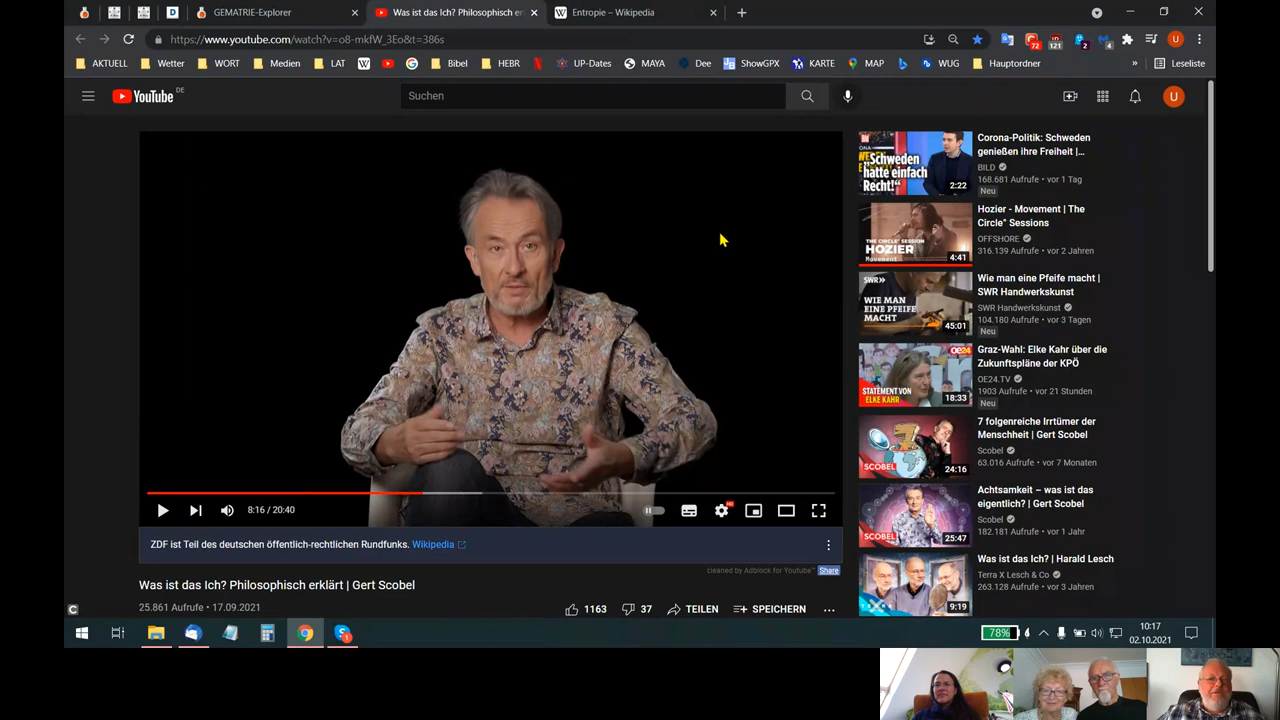 GEMATRIE-Explorer
Was ist das Ich? Philosophisch er
Entropie – Wikipedia
https://www.youtube.com/watch?v=o8-mkfW_3Eo&t=386s
72
121
2
4
U
AKTUELL
Wetter
WORT
Medien
LAT
Bibel
HEBR
UP-Dates
MAYA
Dee
ShowGPX
KARTE
MAP
WUG
Hauptordner
»
Leseliste
YouTube DE
Suchen
U
Corona-Politik: Schweden
genießen ihre Freiheit |...
BILD
168.681 Aufrufe • vor 1 Tag
Neu
„Schweden
hatte einfach
Recht!“
2:22
Hozier - Movement | The
Circle° Sessions
OFFSHORE
316.139 Aufrufe • vor 2 Jahren
THE CIRCLE° SESSION
HOZIER
Movement
4:41
Wie man eine Pfeife macht |
SWR Handwerkskunst
SWR Handwerkskunst
104.180 Aufrufe • vor 3 Tagen
Neu
SWR»
WIE MAN
EINE PFEIFE
MACHT
45:01
Graz-Wahl: Elke Kahr über die
Zukunftspläne der KPÖ
OE24.TV
1903 Aufrufe • vor 21 Stunden
Neu
OE24
STATEMENT VON
ELKE KAHR
18:33
7 folgenreiche Irrtümer der
Menschheit | Gert Scobel
Scobel
63.016 Aufrufe • vor 7 Monaten
SCOBEL
24:16
Achtsamkeit – was ist das
eigentlich? | Gert Scobel
Scobel
182.181 Aufrufe • vor 1 Jahr
SCOBEL
25:47
Was ist das Ich? | Harald Lesch
Terra X Lesch & Co
263.128 Aufrufe • vor 3 Jahren
9:19
8:16 / 20:40
HD
ZDF ist Teil des deutschen öffentlich-rechtlichen Rundfunks. Wikipedia
cleaned by Adblock for Youtube™ Share
Was ist das Ich? Philosophisch erklärt | Gert Scobel
25.861 Aufrufe • 17.09.2021
1163
37
TEILEN
SPEICHERN
78%
10:17
02.10.2021